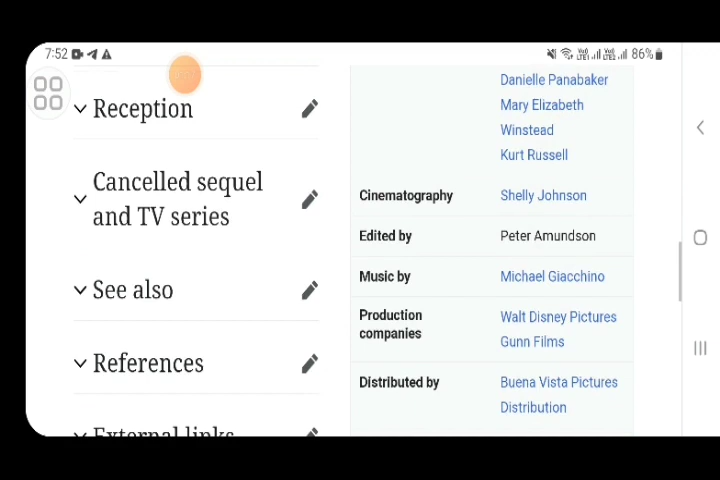 7:52
86%
Reception
Cancelled sequel
and TV series
See also
References
External links
Danielle Panabaker
Mary Elizabeth
Winstead
Kurt Russell
Cinematography Shelly Johnson
Edited by Peter Amundson
Music by Michael Giacchino
Production
companies
Walt Disney Pictures
Gunn Films
Distributed by Buena Vista Pictures
Distribution